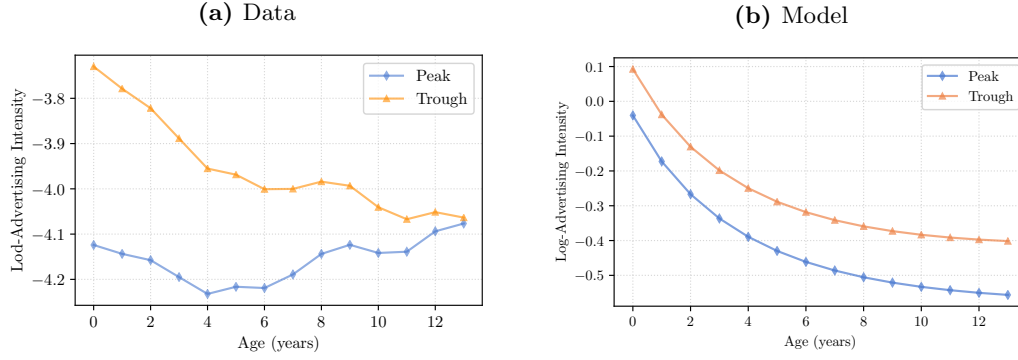 (a) Data
Lod-Advertising Intensity
−3.8
−3.9
−4.0
−4.1
−4.2
Peak
Trough
0 2 4 6 8 10 12
Age (years)
(b) Model
Log-Advertising Intensity
0.1
0.0
−0.1
−0.2
−0.3
−0.4
−0.5
Peak
Trough
0 2 4 6 8 10 12
Age (years)